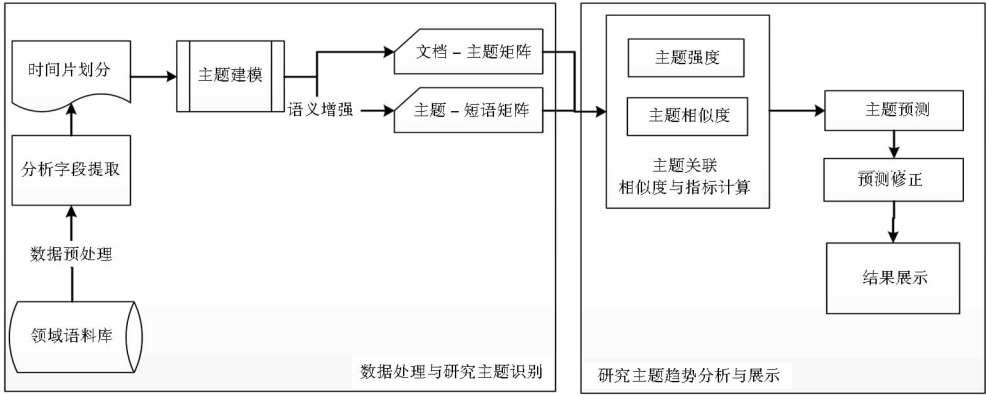 时间片划分
主题建模
文档－主题矩阵
语义增强
主题－短语矩阵
分析字段提取
数据预处理
领域语料库
数据处理与研究主题识别
主题强度
主题相似度
主题关联
相似度与指标计算
主题预测
预测修正
结果展示
研究主题趋势分析与展示